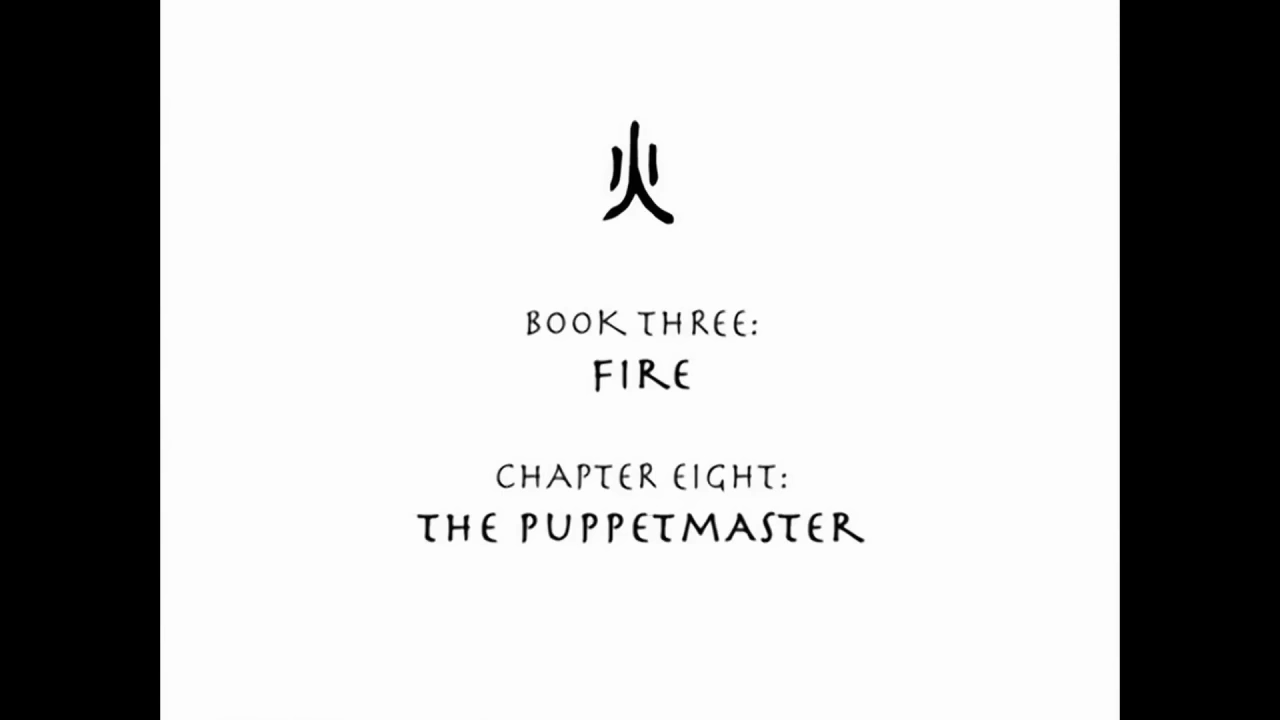 火
BOOK THREE:
FIRE
CHAPTER EIGHT:
THE PUPPETMASTER